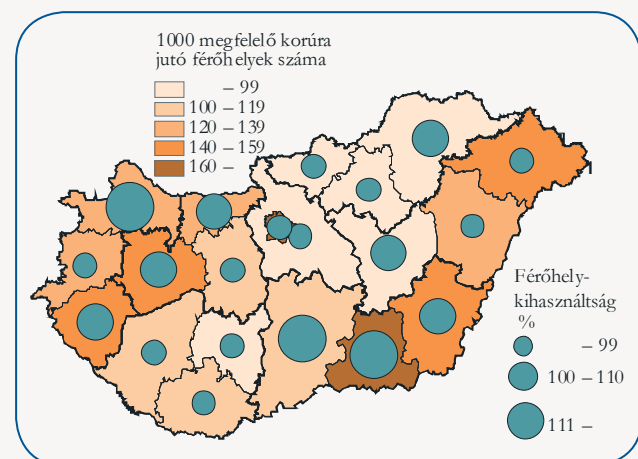 1000 megfelelő korúra
jutó férőhelyek száma
– 99
100 – 119
120 – 139
140 – 159
160 –
Férőhely-
kihasználtság
%
– 99
100 – 110
111 –